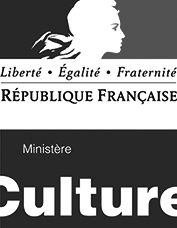 Liberté • Égalité • Fraternité
RÉPUBLIQUE FRANÇAISE
Ministère
Culture